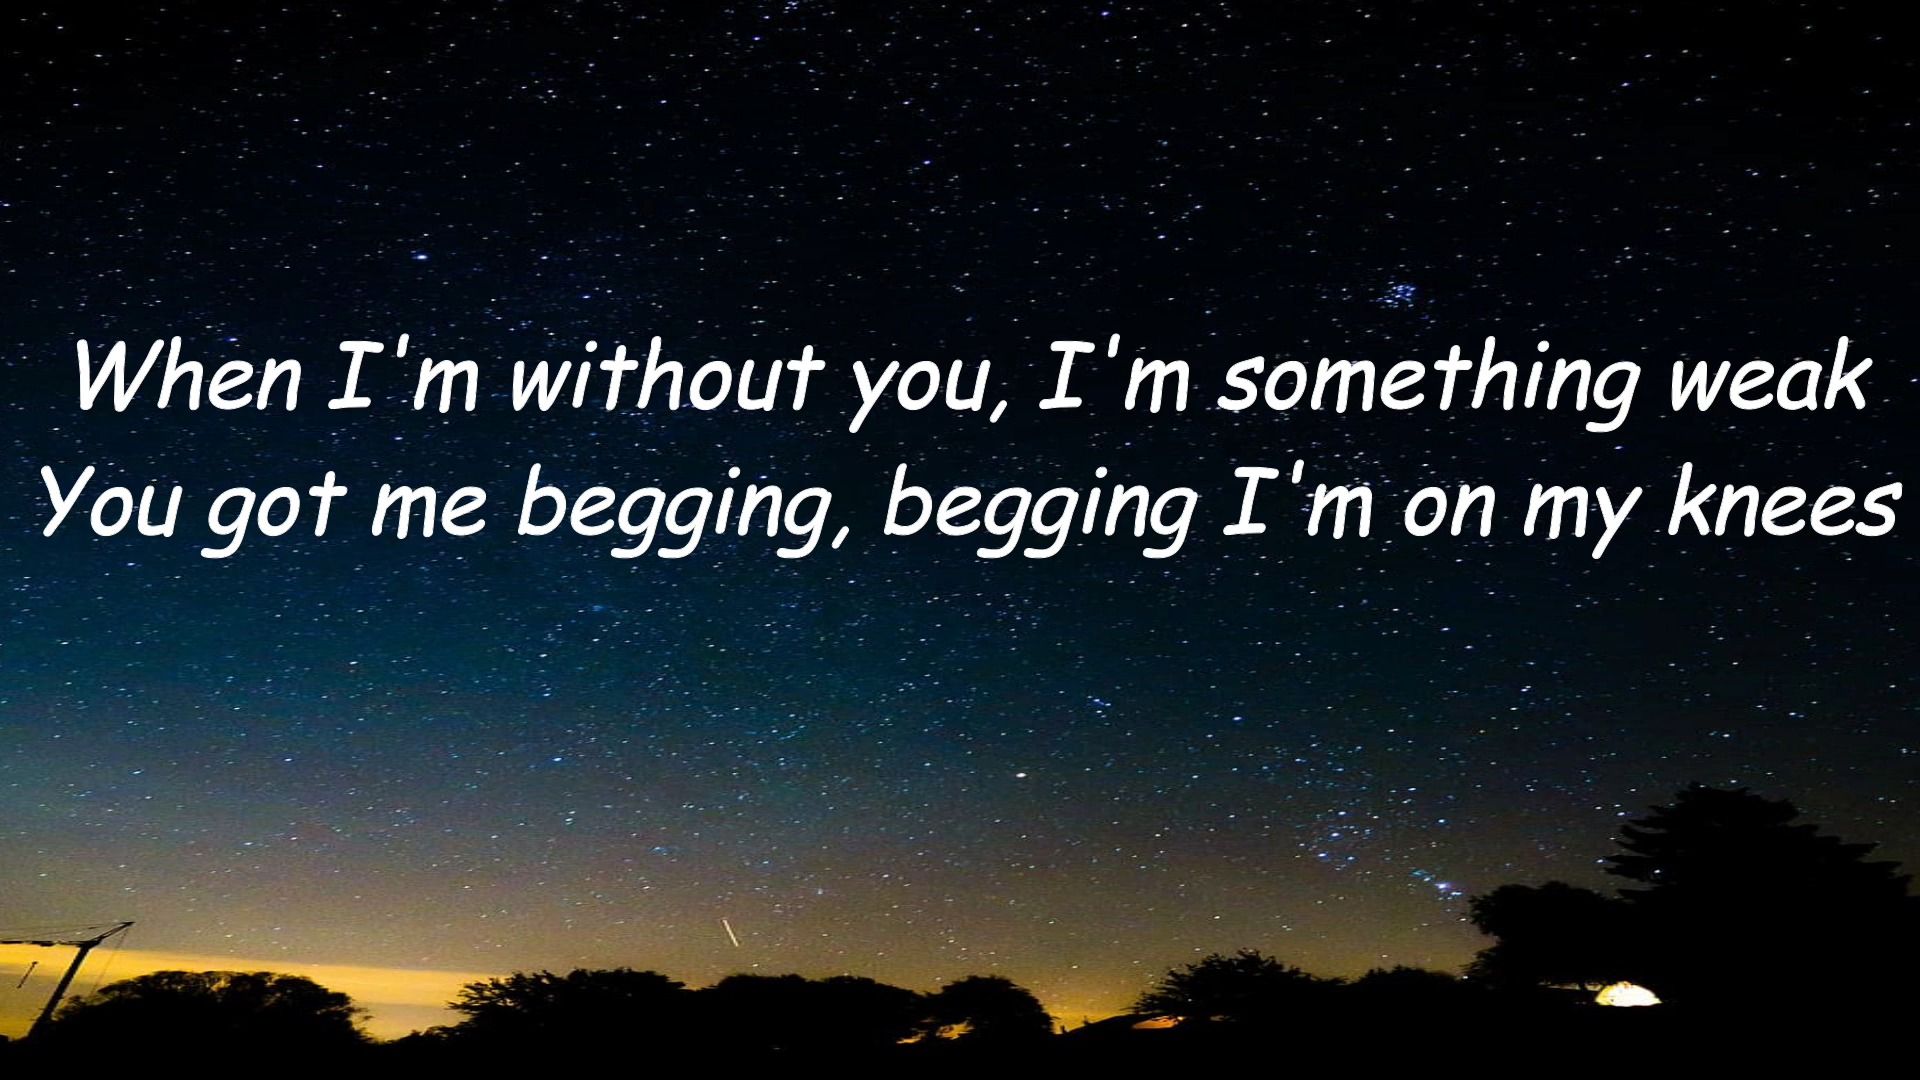 When I'm without you, I'm something weak
You got me begging, begging I'm on my knees